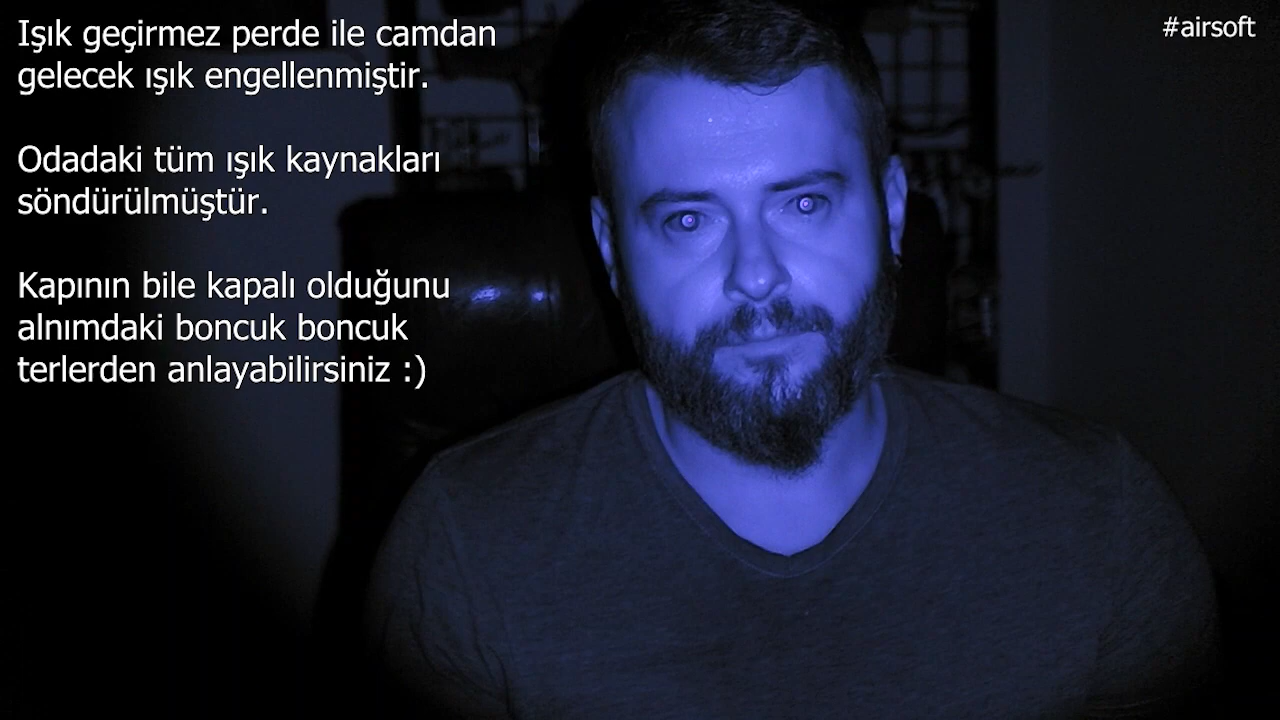 Işık geçirmez perde ile camdan
gelecek ışık engellenmiştir.
Odadaki tüm ışık kaynakları
söndürülmüştür.
Kapının bile kapalı olduğunu
alnımdaki boncuk boncuk
terlerden anlayabilirsiniz :)
#airsoft